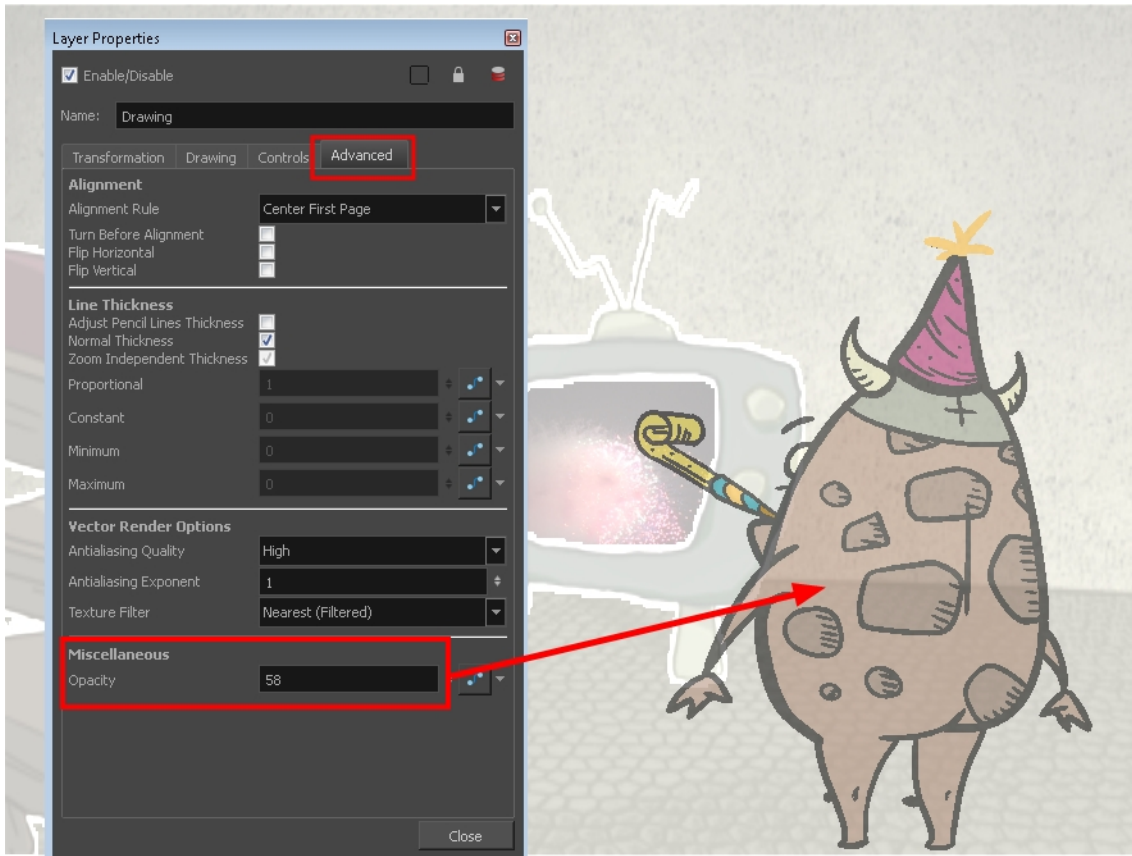 Layer Properties
Enable/Disable
Name: Drawing
Transformation Drawing Controls Advanced
Alignment
Alignment Rule Center First Page
Turn Before Alignment
Flip Horizontal
Flip Vertical
Line Thickness
Adjust Pencil Lines Thickness
Normal Thickness
Zoom Independent Thickness
Proportional 1
Constant 0
Minimum 0
Maximum 0
Vector Render Options
Antialiasing Quality High
Antialiasing Exponent 1
Texture Filter Nearest (Filtered)
Miscellaneous
Opacity 58
Close